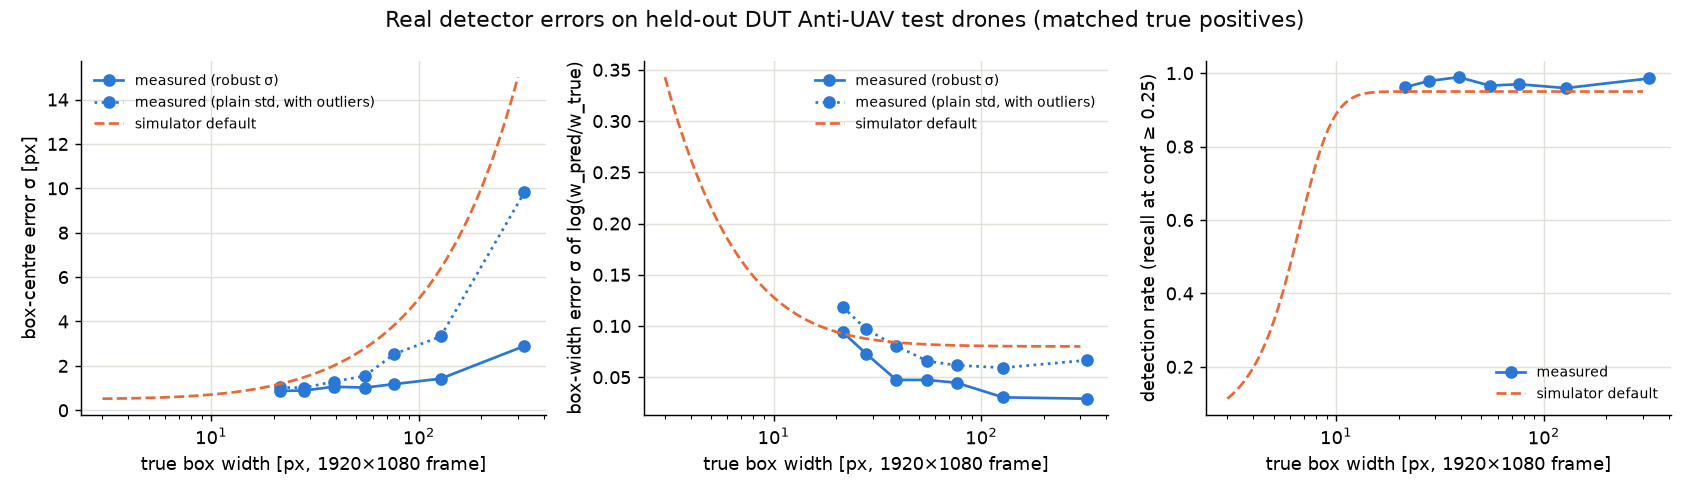 Real detector errors on held-out DUT Anti-UAV test drones (matched true positives)
box-centre error σ [px]
14
12
10
8
6
4
2
0
measured (robust σ)
measured (plain std, with outliers)
simulator default
10¹
10²
true box width [px, 1920×1080 frame]
box-width error σ of log(w_pred/w_true)
0.35
0.30
0.25
0.20
0.15
0.10
0.05
measured (robust σ)
measured (plain std, with outliers)
simulator default
10¹
10²
true box width [px, 1920×1080 frame]
detection rate (recall at conf ≥ 0.25)
1.0
0.8
0.6
0.4
0.2
measured
simulator default
10¹
10²
true box width [px, 1920×1080 frame]